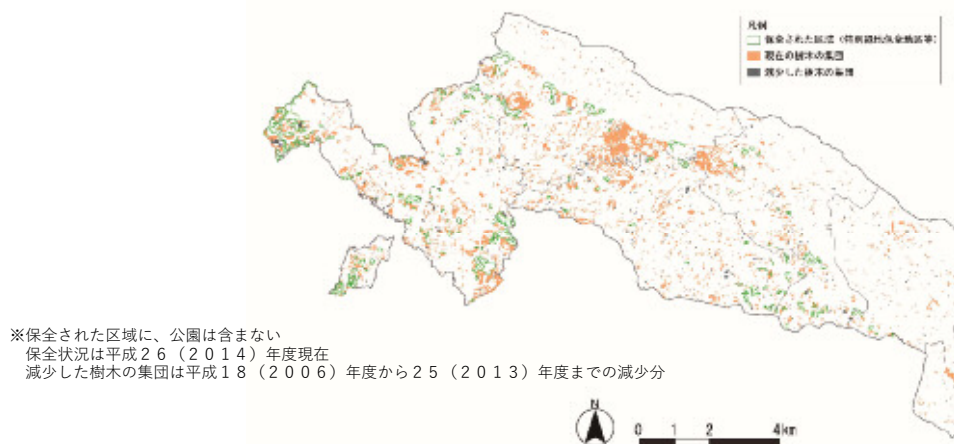 凡例
保全された区域（特別緑地保全地区等）
現在の樹木の集団
減少した樹木の集団
※保全された区域に、公園は含まない
保全状況は平成２６（２０１４）年度現在
減少した樹木の集団は平成１８（２００６）年度から２５（２０１３）年度までの減少分
N
0 1 2 4km